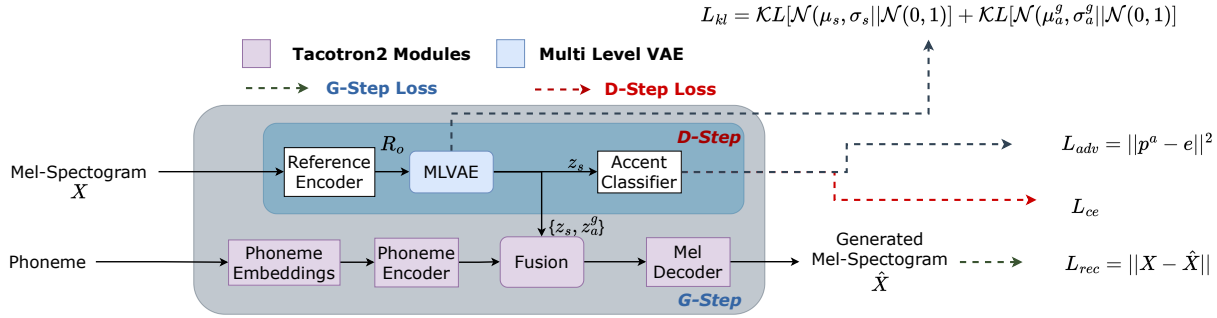 L_{kl} = KL[N(μ_s, σ_s||N(0, 1)] + KL[N(μ_a^g, σ_a^g||N(0, 1)]
Tacotron2 Modules
Multi Level VAE
G-Step Loss
D-Step Loss
D-Step
Mel-Spectogram
X
Reference
Encoder
R_o
MLVAE
z_s
Accent
Classifier
L_{adv} = ||p^a − e||^2
L_{ce}
{z_s, z_a^g}
Phoneme
Phoneme
Embeddings
Phoneme
Encoder
Fusion
Mel
Decoder
Generated
Mel-Spectogram
X̂
L_{rec} = ||X − X̂||
G-Step